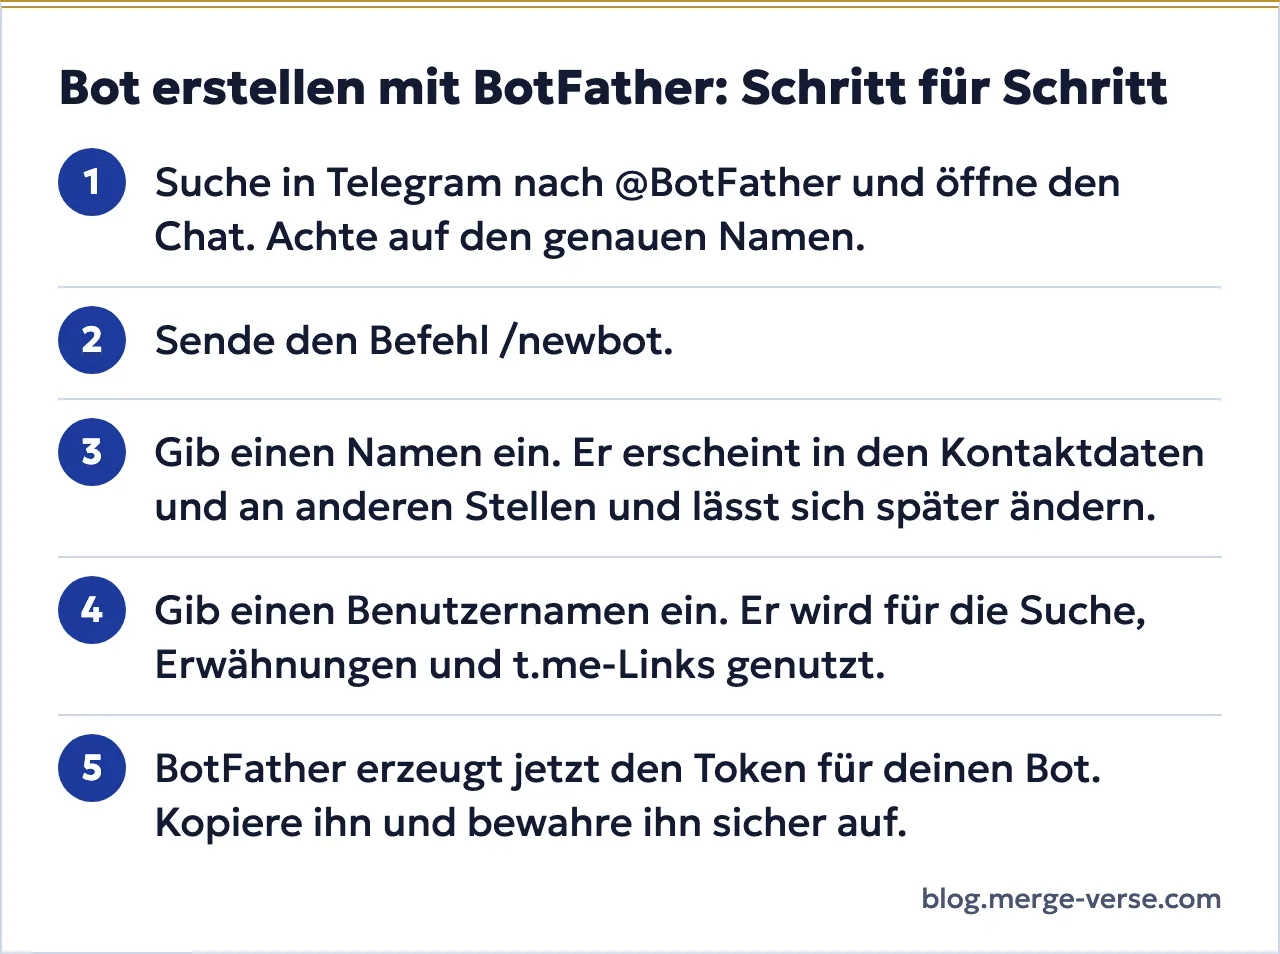 Bot erstellen mit BotFather: Schritt für Schritt
1
Suche in Telegram nach @BotFather und öffne den
Chat. Achte auf den genauen Namen.
2
Sende den Befehl /newbot.
3
Gib einen Namen ein. Er erscheint in den Kontaktdaten
und an anderen Stellen und lässt sich später ändern.
4
Gib einen Benutzernamen ein. Er wird für die Suche,
Erwähnungen und t.me-Links genutzt.
5
BotFather erzeugt jetzt den Token für deinen Bot.
Kopiere ihn und bewahre ihn sicher auf.
blog.merge-verse.com